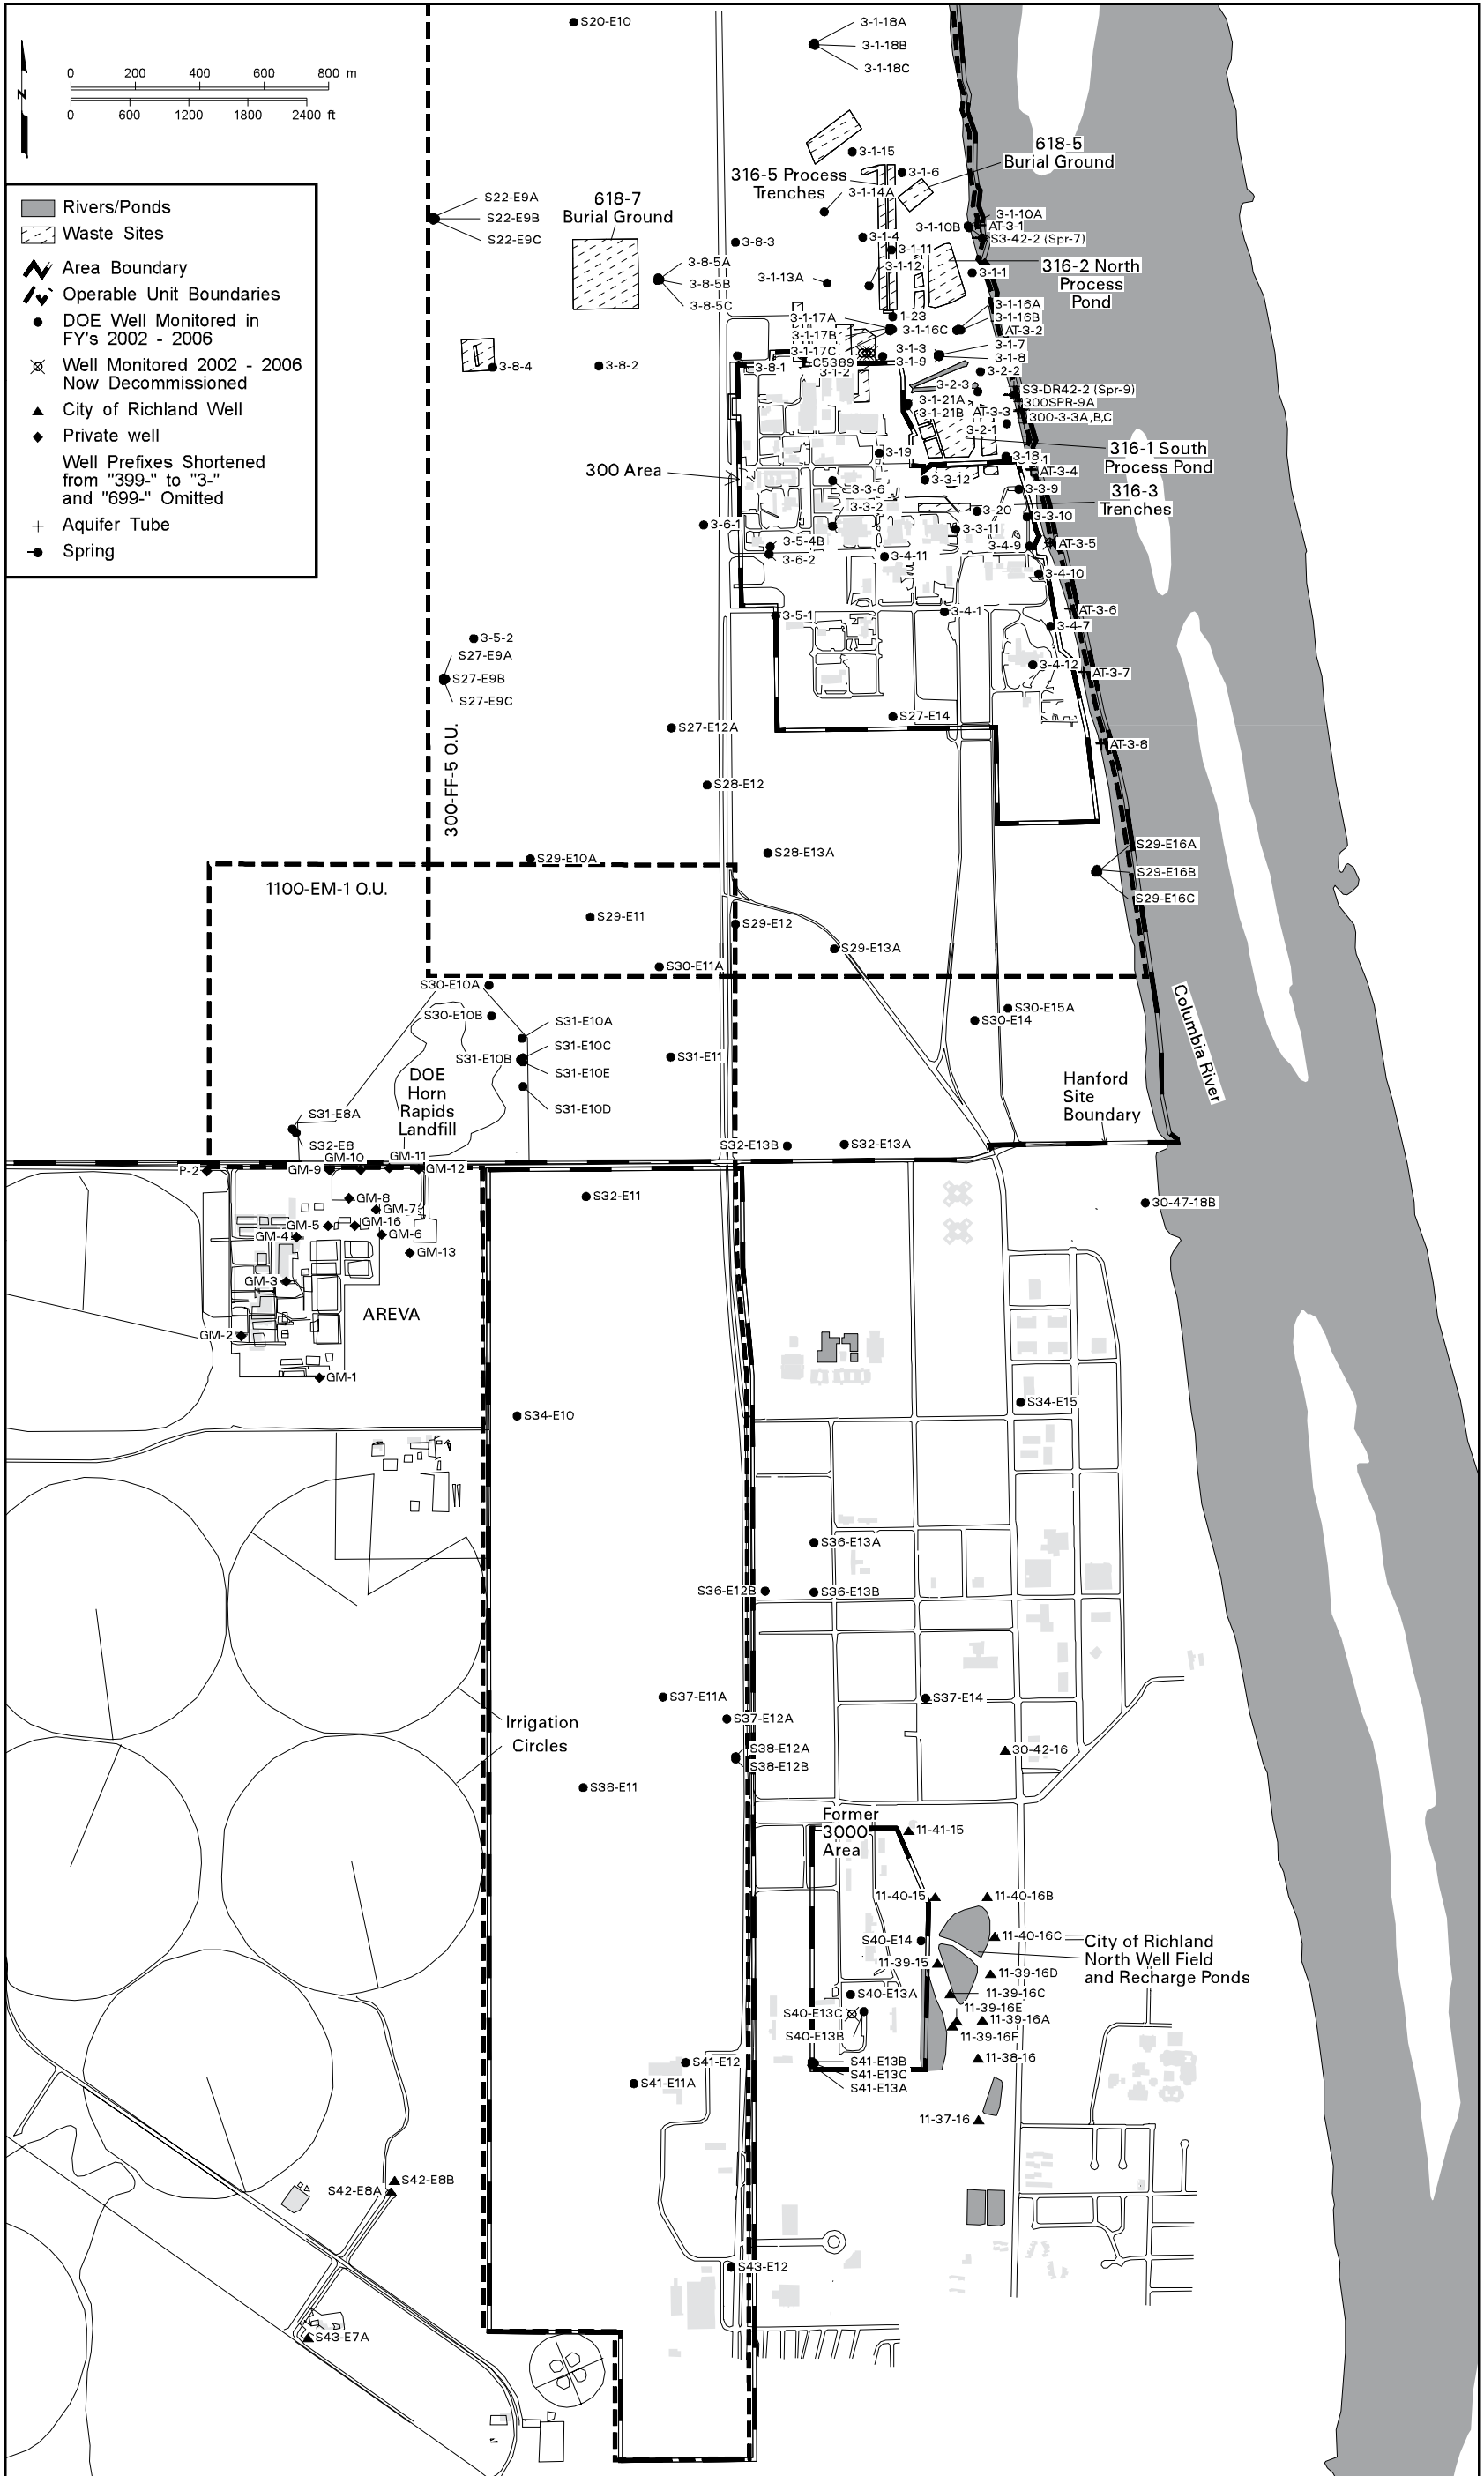 S20-E10
3-1-18A
3-1-18B
3-1-18C
0 200 400 600 800 m
N
0 600 1200 1800 2400 ft
Rivers/Ponds
Waste Sites
Area Boundary
Operable Unit Boundaries
DOE Well Monitored in
FY's 2002 - 2006
Well Monitored 2002 - 2006
Now Decommissioned
City of Richland Well
Private well
Well Prefixes Shortened
from "399-" to "3-"
and "699-" Omitted
Aquifer Tube
Spring
S22-E9A
S22-E9B
S22-E9C
618-7
Burial Ground
3-8-5A
3-8-5B
3-8-5C
3-8-3
3-8-4
3-8-2
3-8-1
3-1-15
316-5 Process
Trenches
3-1-14A
3-1-6
618-5
Burial Ground
3-1-10A
3-1-10B
AT-3-1
S3-42-2 (Spr-7)
3-1-4
3-1-11
3-1-12
3-1-13A
3-1-1
316-2 North
Process
Pond
3-1-16A
3-1-16B
3-1-16C
AT-3-2
1-23
3-1-17A
3-1-17B
3-1-17C
C5389
3-1-2
3-1-3
3-1-9
3-1-7
3-1-8
3-2-2
3-2-3
S3-DR42-2 (Spr-9)
300SPR-9A
300-3-3A,B,C
3-1-21A
3-1-21B
AT-3-3
3-2-1
316-1 South
Process Pond
3-19
3-18
AT-3-4
300 Area
3-3-6
3-3-12
3-3-9
316-3
Trenches
3-3-2
3-20
3-3-10
3-6-1
3-3-11
3-5-4B
3-6-2
3-4-11
3-4-9
AT-3-5
3-4-10
3-5-1
3-4-1
AT-3-6
3-4-7
3-5-2
S27-E9A
S27-E9B
S27-E9C
3-4-12
AT-3-7
S27-E14
S27-E12A
300-FF-5 O.U.
AT-3-8
S28-E12
S29-E16A
S28-E13A
S29-E10A
S29-E16B
1100-EM-1 O.U.
S29-E16C
S29-E11
S29-E12
S29-E13A
S30-E11A
S30-E10A
S30-E15A
S30-E10B
S30-E14
Columbia River
S31-E10A
S31-E10C
S31-E10B
S31-E10E
S31-E11
S31-E10D
DOE
Horn
Rapids
Landfill
Hanford
Site
Boundary
S31-E8A
S32-E8
S32-E13B
S32-E13A
GM-10
GM-11
P-2
GM-9
GM-12
GM-8
GM-7
S32-E11
30-47-18B
GM-5
GM-16
GM-4
GM-6
GM-13
GM-3
AREVA
GM-2
GM-1
S34-E15
S34-E10
S36-E13A
S36-E12B
S36-E13B
S37-E11A
S37-E14
S37-E12A
Irrigation
Circles
S38-E12A
S38-E12B
30-42-16
S38-E11
Former
3000
Area
11-41-15
11-40-15
11-40-16B
S40-E14
11-40-16C
City of Richland
North Well Field
and Recharge Ponds
11-39-15
11-39-16D
S40-E13A
11-39-16C
11-39-16E
S40-E13C
11-39-16A
S40-E13B
11-39-16F
S41-E12
S41-E13B
S41-E13C
S41-E13A
11-38-16
S41-E11A
11-37-16
S42-E8B
S42-E8A
S43-E12
S43-E7A